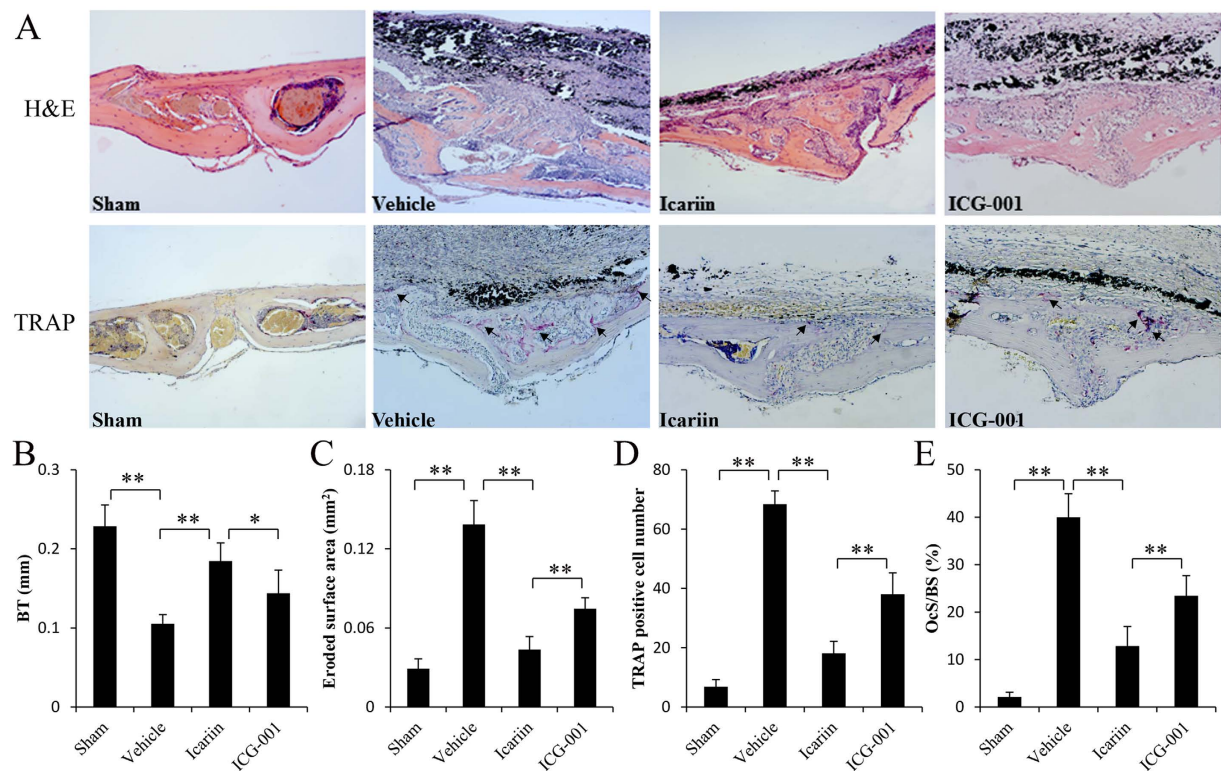 A
H&E
Sham
Vehicle
Icariin
ICG-001
TRAP
Sham
Vehicle
Icariin
ICG-001
B
0.3
0.2
0.1
0
BT (mm)
**
**
*
Sham
Vehicle
Icariin
ICG-001
C
0.18
0.12
0.06
0
Eroded surface area (mm²)
**
**
**
Sham
Vehicle
Icariin
ICG-001
D
80
60
40
20
0
TRAP positive cell number
**
**
**
Sham
Vehicle
Icariin
ICG-001
E
50
40
30
20
10
0
OcS/BS (%)
**
**
**
Sham
Vehicle
Icariin
ICG-001